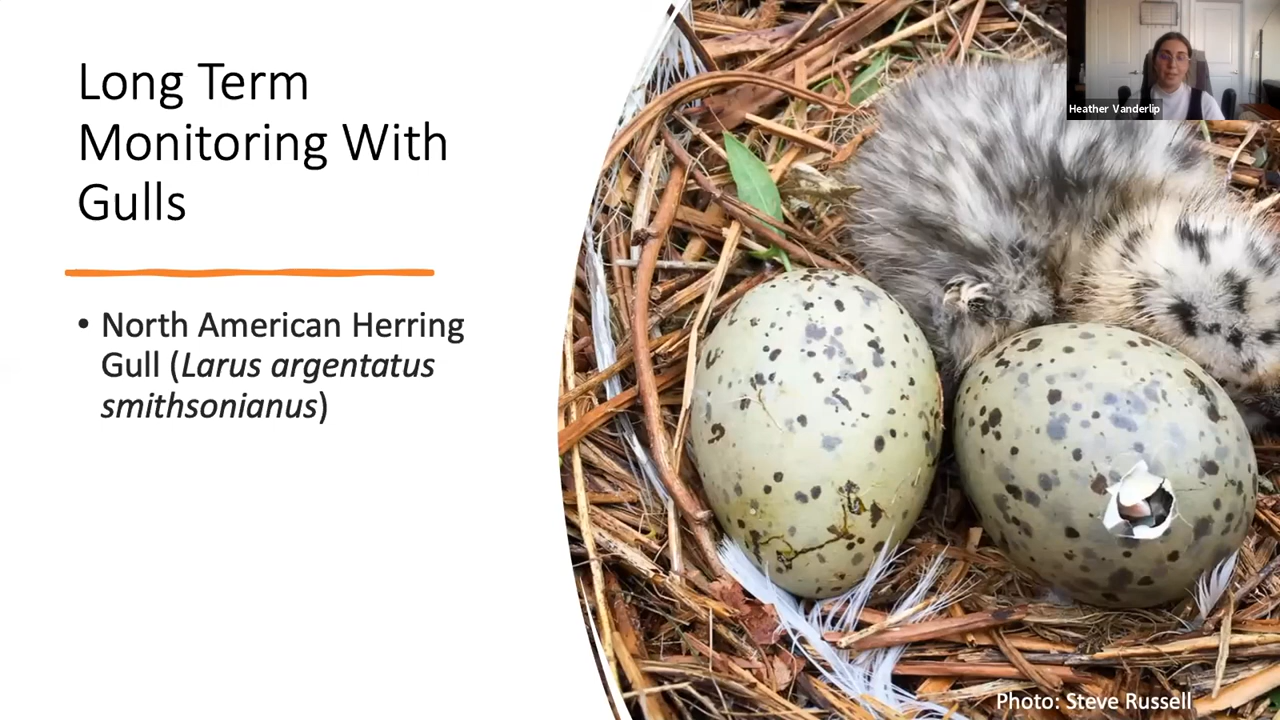 Long Term
Monitoring With
Gulls
• North American Herring
Gull (Larus argentatus
smithsonianus)
Heather Vanderlip
Photo: Steve Russell